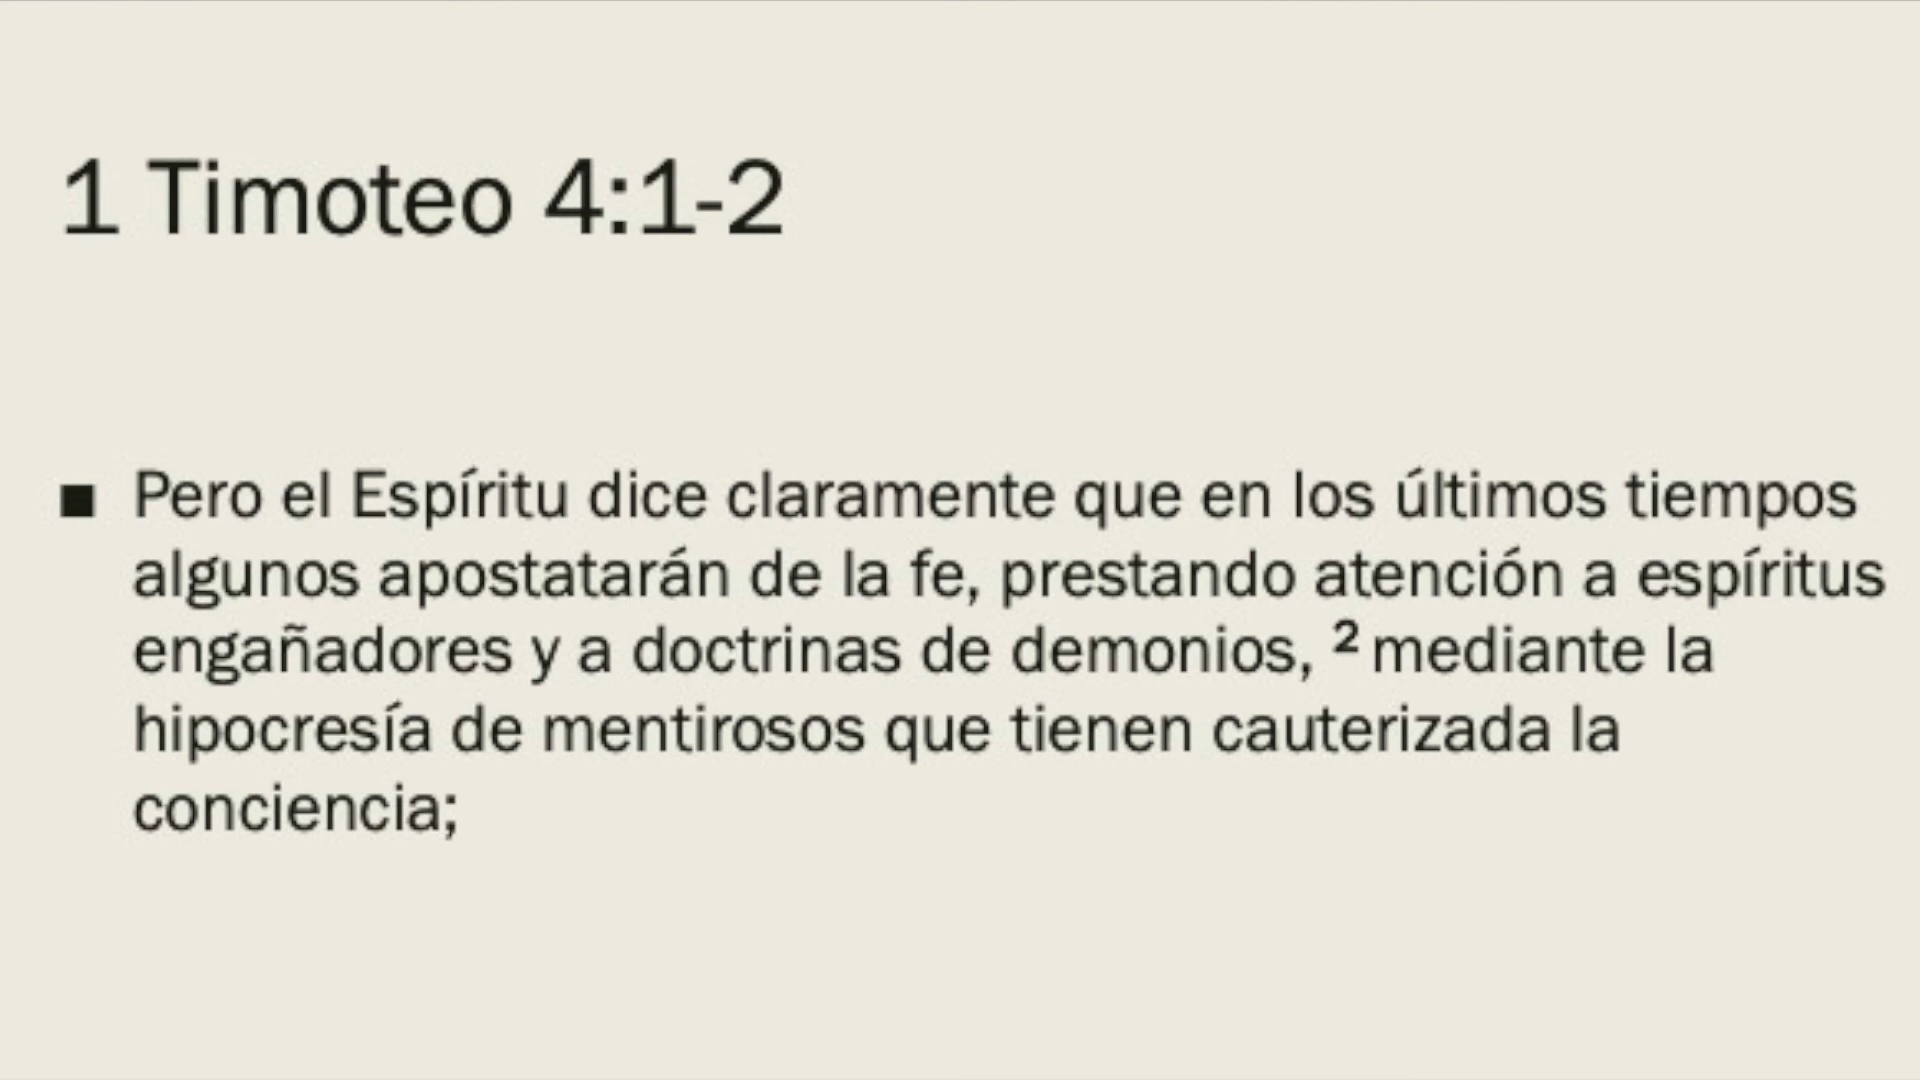 1 Timoteo 4:1-2
■ Pero el Espíritu dice claramente que en los últimos tiempos
algunos apostatarán de la fe, prestando atención a espíritus
engañadores y a doctrinas de demonios, ² mediante la
hipocresía de mentirosos que tienen cauterizada la
conciencia;